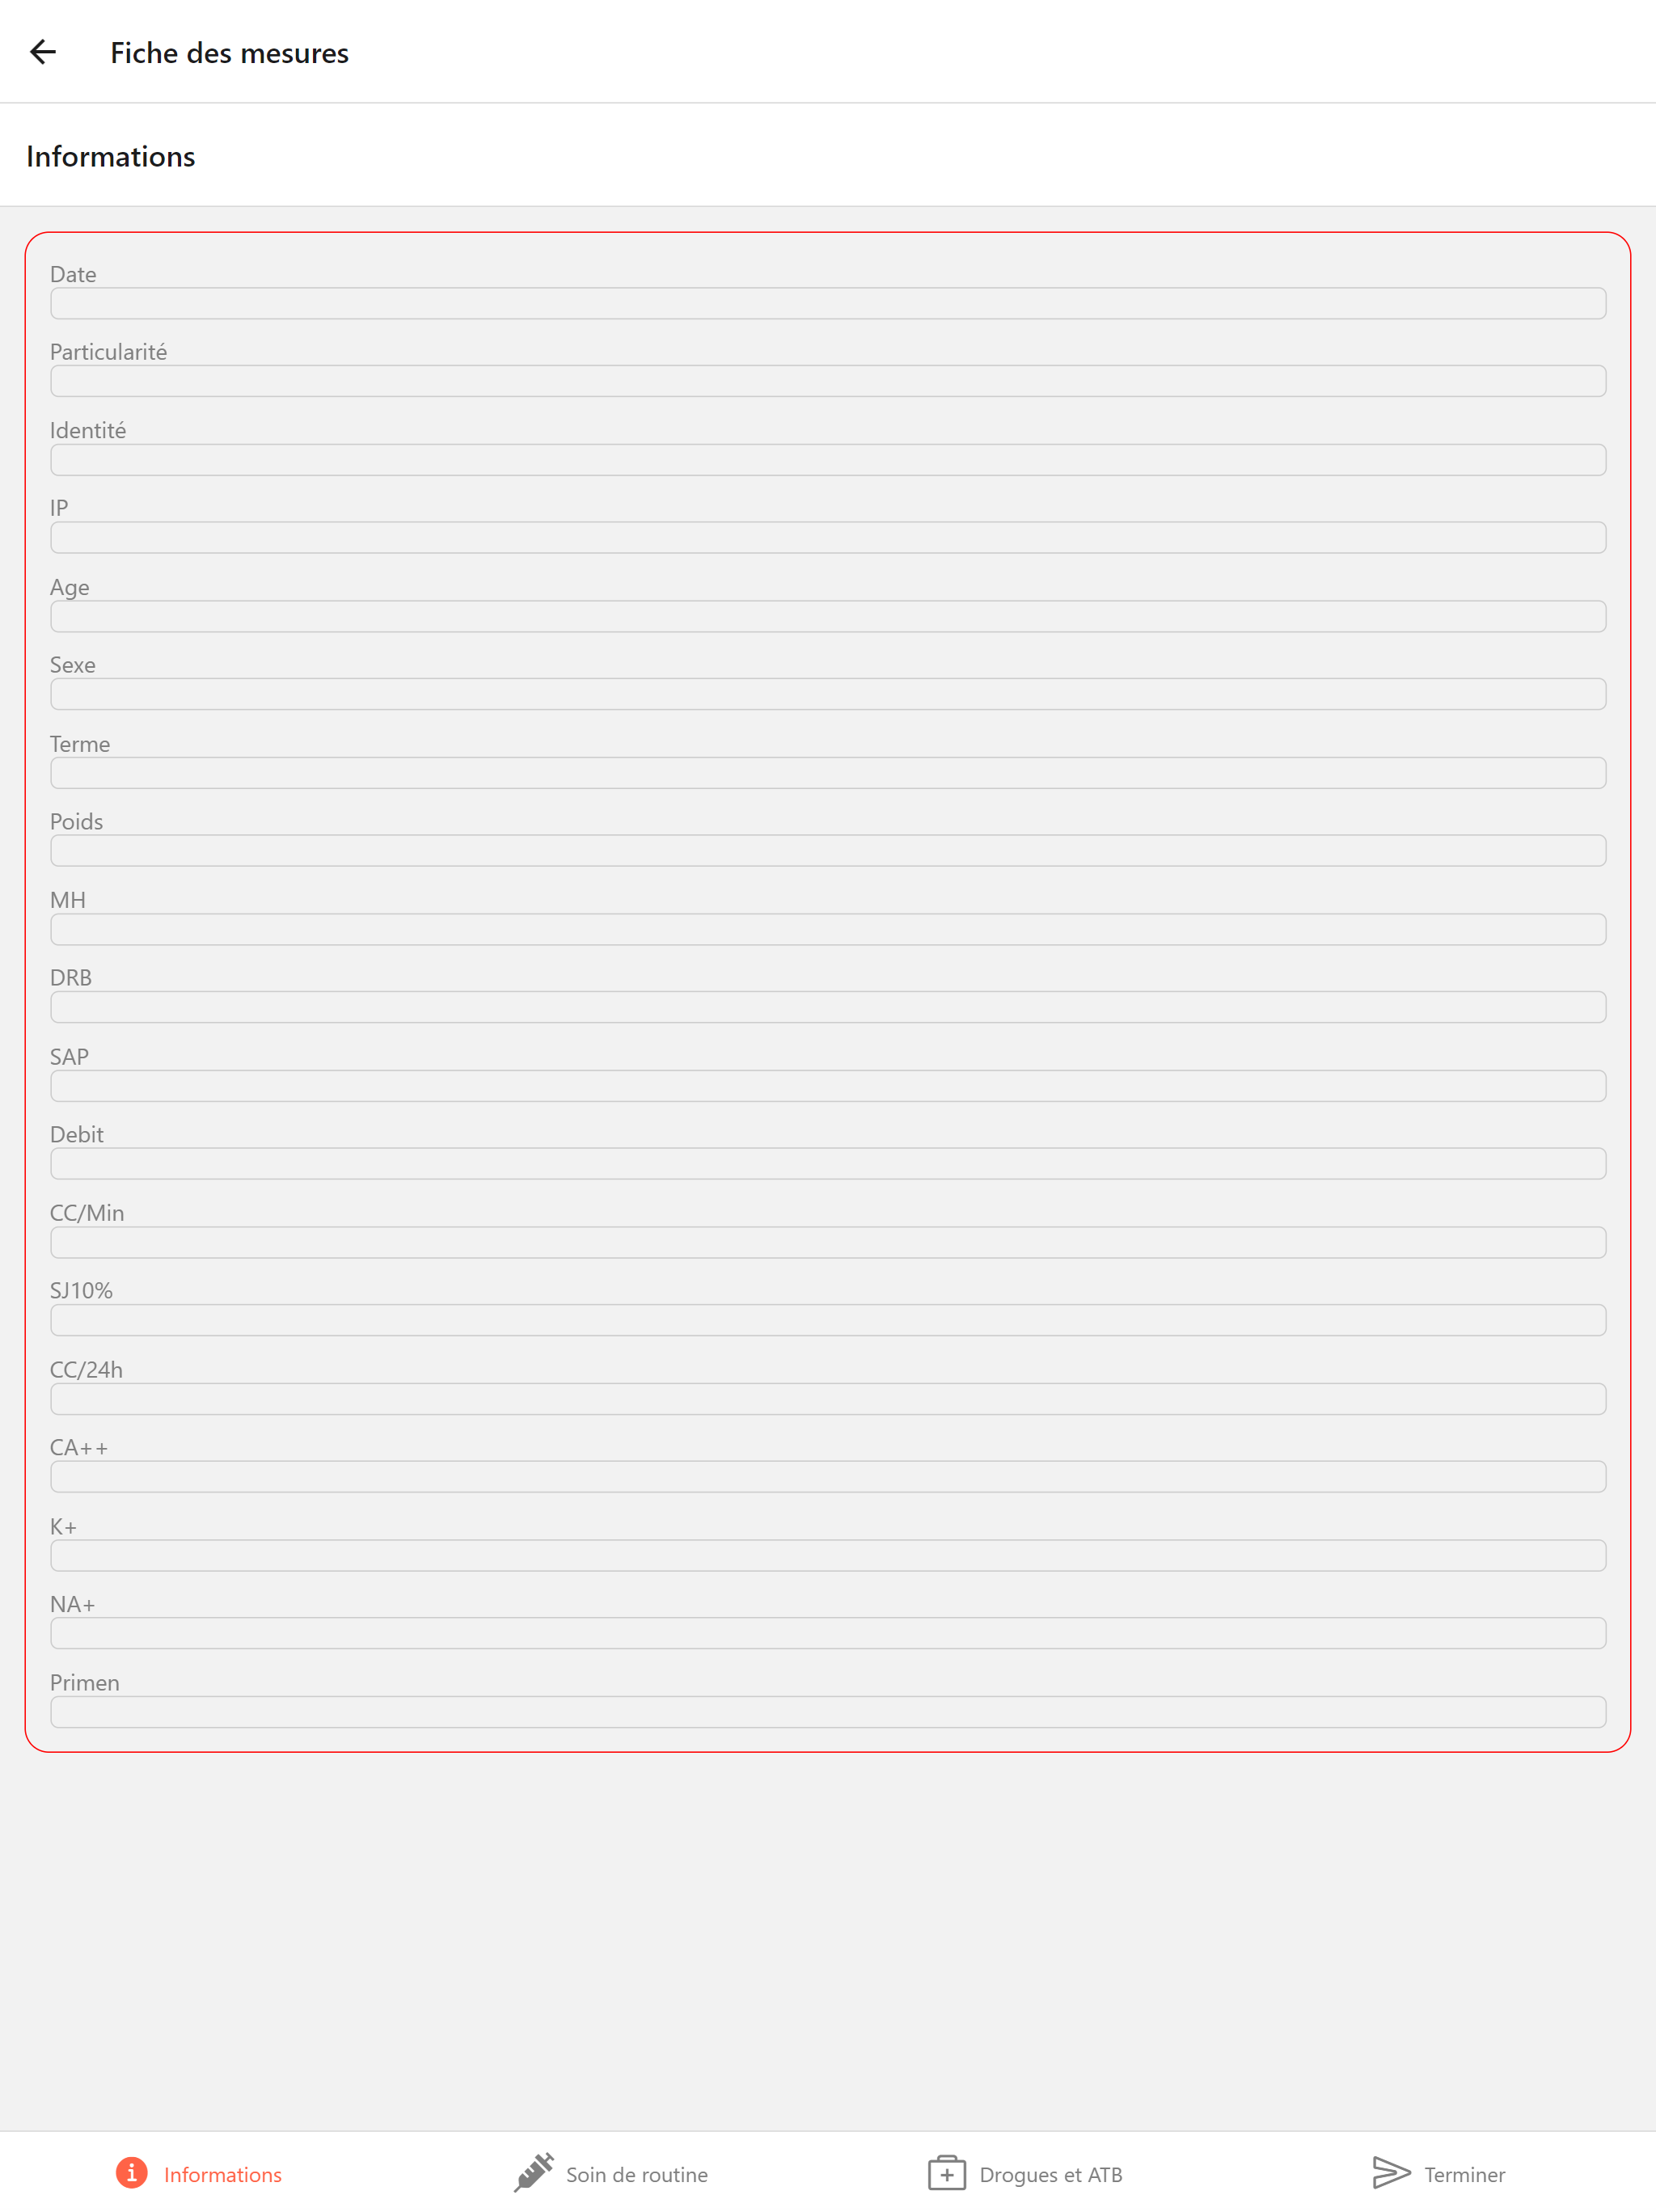 Fiche des mesures
Informations
Date
Particularité
Identité
IP
Age
Sexe
Terme
Poids
MH
DRB
SAP
Debit
CC/Min
SJ10%
CC/24h
CA++
K+
NA+
Primen
Informations
Soin de routine
Drogues et ATB
Terminer